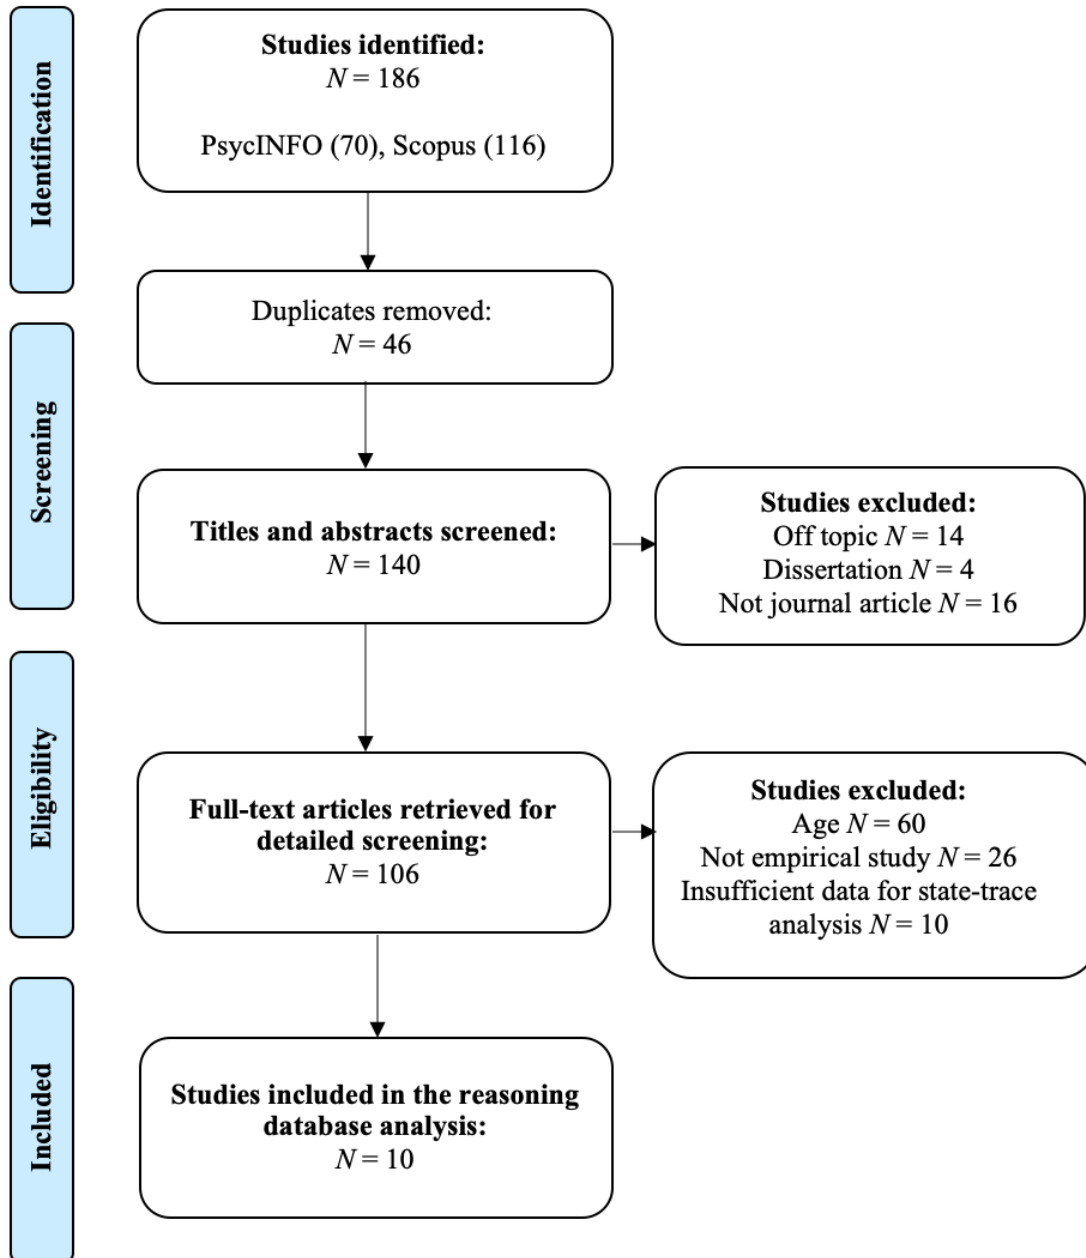 Identification
Studies identified:
N = 186
PsycINFO (70), Scopus (116)
Duplicates removed:
N = 46
Screening
Titles and abstracts screened:
N = 140
Studies excluded:
Off topic N = 14
Dissertation N = 4
Not journal article N = 16
Eligibility
Full-text articles retrieved for
detailed screening:
N = 106
Studies excluded:
Age N = 60
Not empirical study N = 26
Insufficient data for state-trace
analysis N = 10
Included
Studies included in the reasoning
database analysis:
N = 10